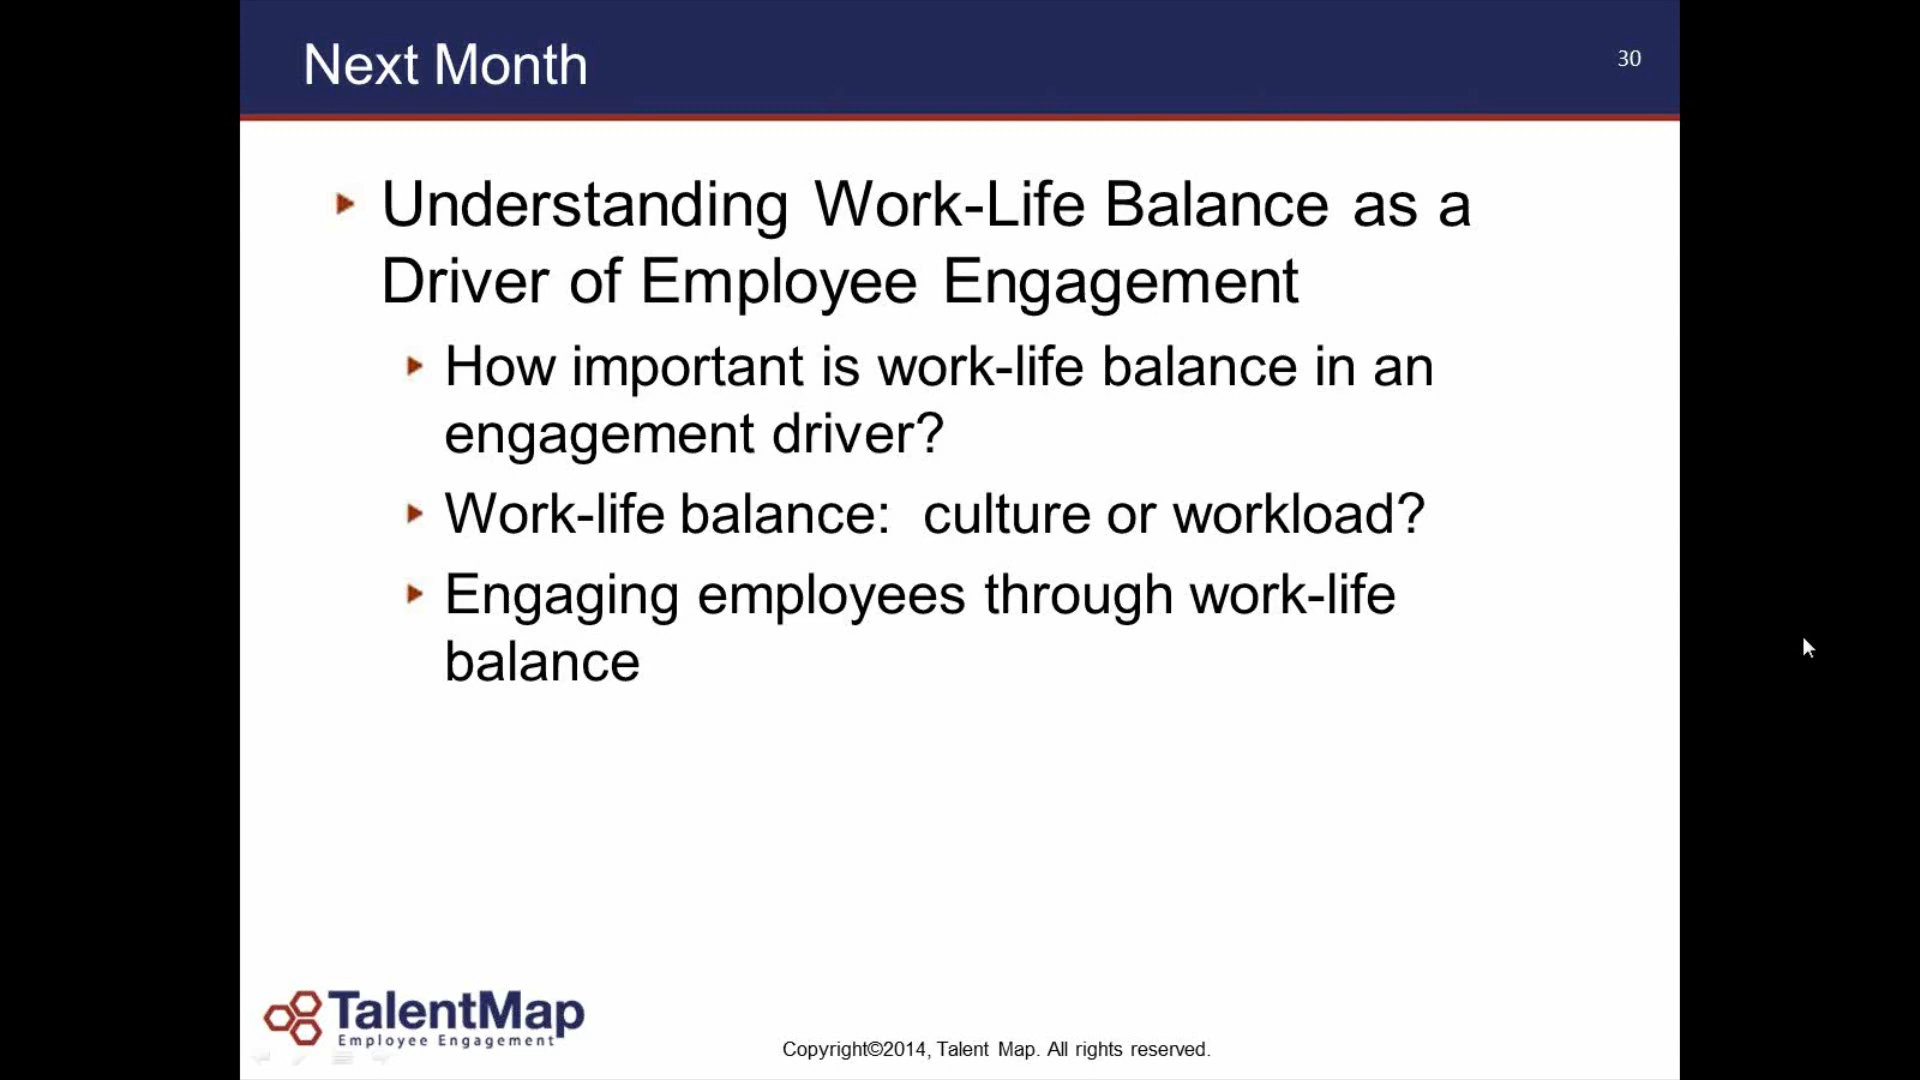 Next Month
30
Understanding Work-Life Balance as a
Driver of Employee Engagement
How important is work-life balance in an
engagement driver?
Work-life balance:  culture or workload?
Engaging employees through work-life
balance
TalentMap
Employee Engagement
Copyright©2014, Talent Map. All rights reserved.